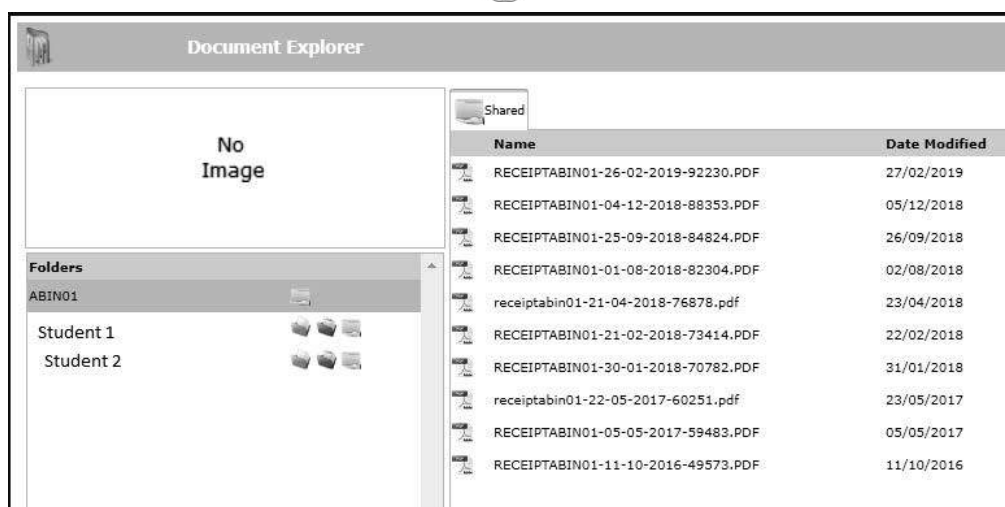 Document Explorer
No
Image
Folders
ABIN01
Student 1
Student 2
Shared
Name Date Modified
RECEIPTABIN01-26-02-2019-92230.PDF 27/02/2019
RECEIPTABIN01-04-12-2018-88353.PDF 05/12/2018
RECEIPTABIN01-25-09-2018-84824.PDF 26/09/2018
RECEIPTABIN01-01-08-2018-82304.PDF 02/08/2018
receiptabin01-21-04-2018-76878.pdf 23/04/2018
RECEIPTABIN01-21-02-2018-73414.PDF 22/02/2018
RECEIPTABIN01-30-01-2018-70782.PDF 31/01/2018
receiptabin01-22-05-2017-60251.pdf 23/05/2017
RECEIPTABIN01-05-05-2017-59483.PDF 05/05/2017
RECEIPTABIN01-11-10-2016-49573.PDF 11/10/2016